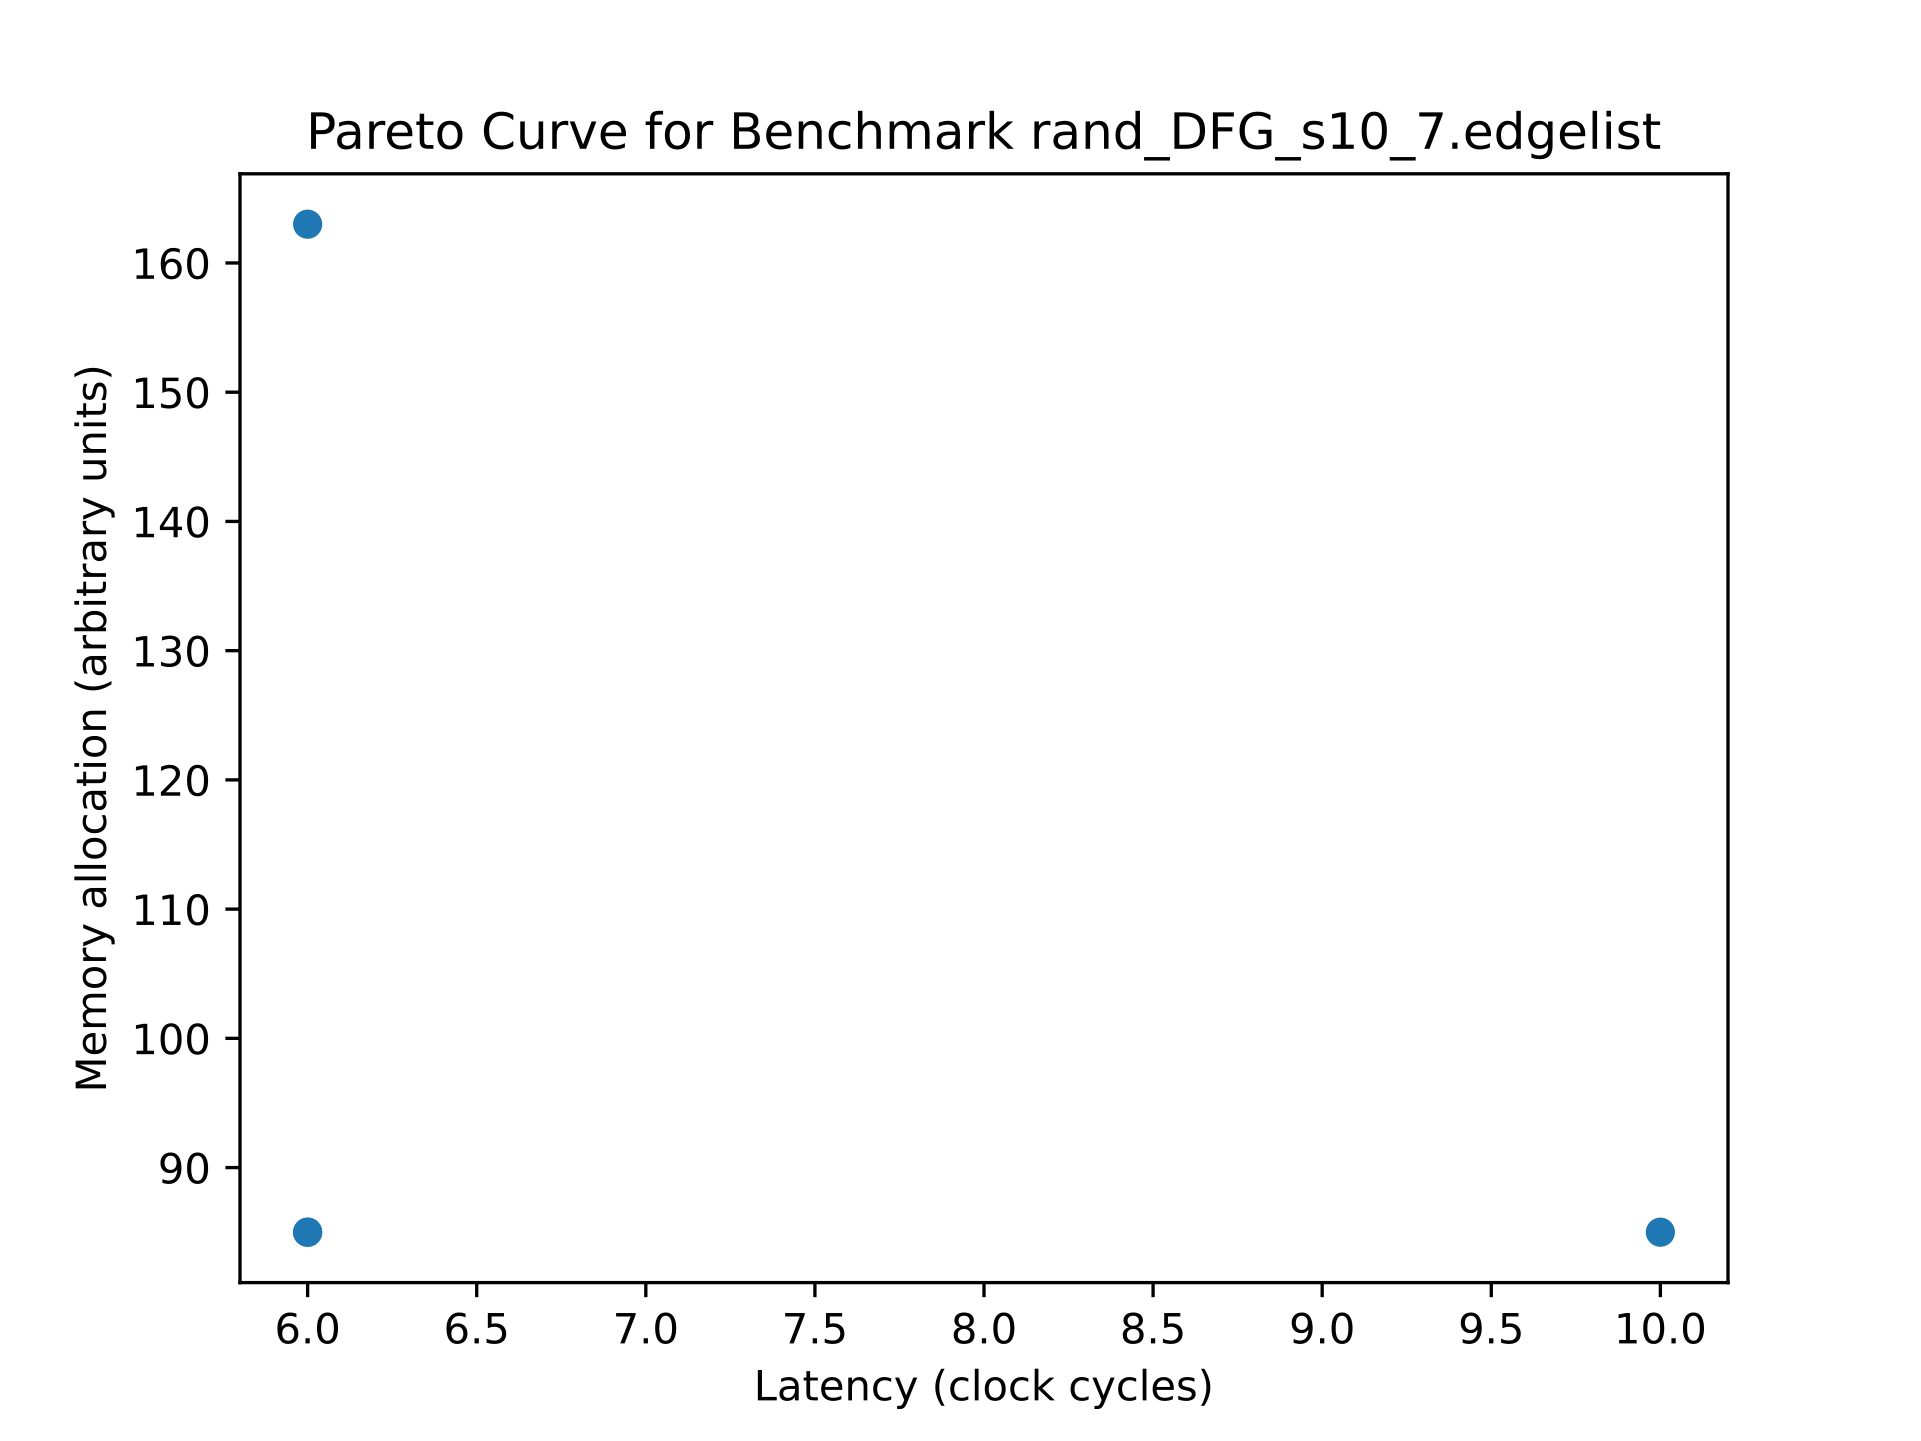 Pareto Curve for Benchmark rand_DFG_s10_7.edgelist
Memory allocation (arbitrary units)
160
150
140
130
120
110
100
90
6.0 6.5 7.0 7.5 8.0 8.5 9.0 9.5 10.0
Latency (clock cycles)